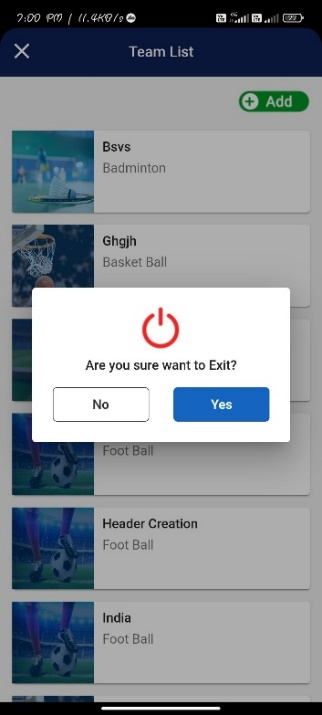 7:00 PM | 11.4KB/s
Team List
Add
Bsvs
Badminton
Ghgjh
Basket Ball
Are you sure want to Exit?
No
Yes
Foot Ball
Header Creation
Foot Ball
India
Foot Ball